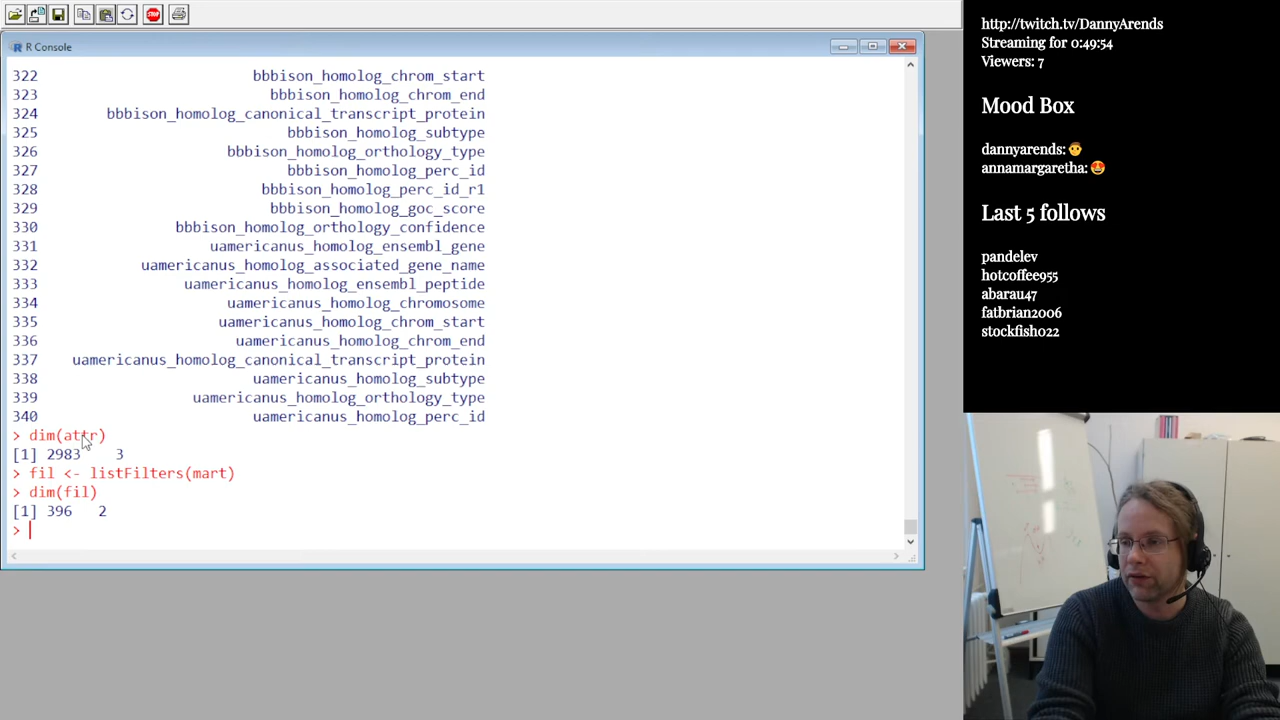 STOP
R Console
322 bbbison_homolog_chrom_start
323 bbbison_homolog_chrom_end
324 bbbison_homolog_canonical_transcript_protein
325 bbbison_homolog_subtype
326 bbbison_homolog_orthology_type
327 bbbison_homolog_perc_id
328 bbbison_homolog_perc_id_r1
329 bbbison_homolog_goc_score
330 bbbison_homolog_orthology_confidence
331 uamericanus_homolog_ensembl_gene
332 uamericanus_homolog_associated_gene_name
333 uamericanus_homolog_ensembl_peptide
334 uamericanus_homolog_chromosome
335 uamericanus_homolog_chrom_start
336 uamericanus_homolog_chrom_end
337 uamericanus_homolog_canonical_transcript_protein
338 uamericanus_homolog_subtype
339 uamericanus_homolog_orthology_type
340 uamericanus_homolog_perc_id
> dim(attr)
[1] 2983 3
> fil <- listFilters(mart)
> dim(fil)
[1] 396 2
>
http://twitch.tv/DannyArends
Streaming for 0:49:54
Viewers: 7
Mood Box
dannyarends:
annamargaretha:
Last 5 follows
pandelev
hotcoffee955
abarau47
fatbrian2006
stockfish022